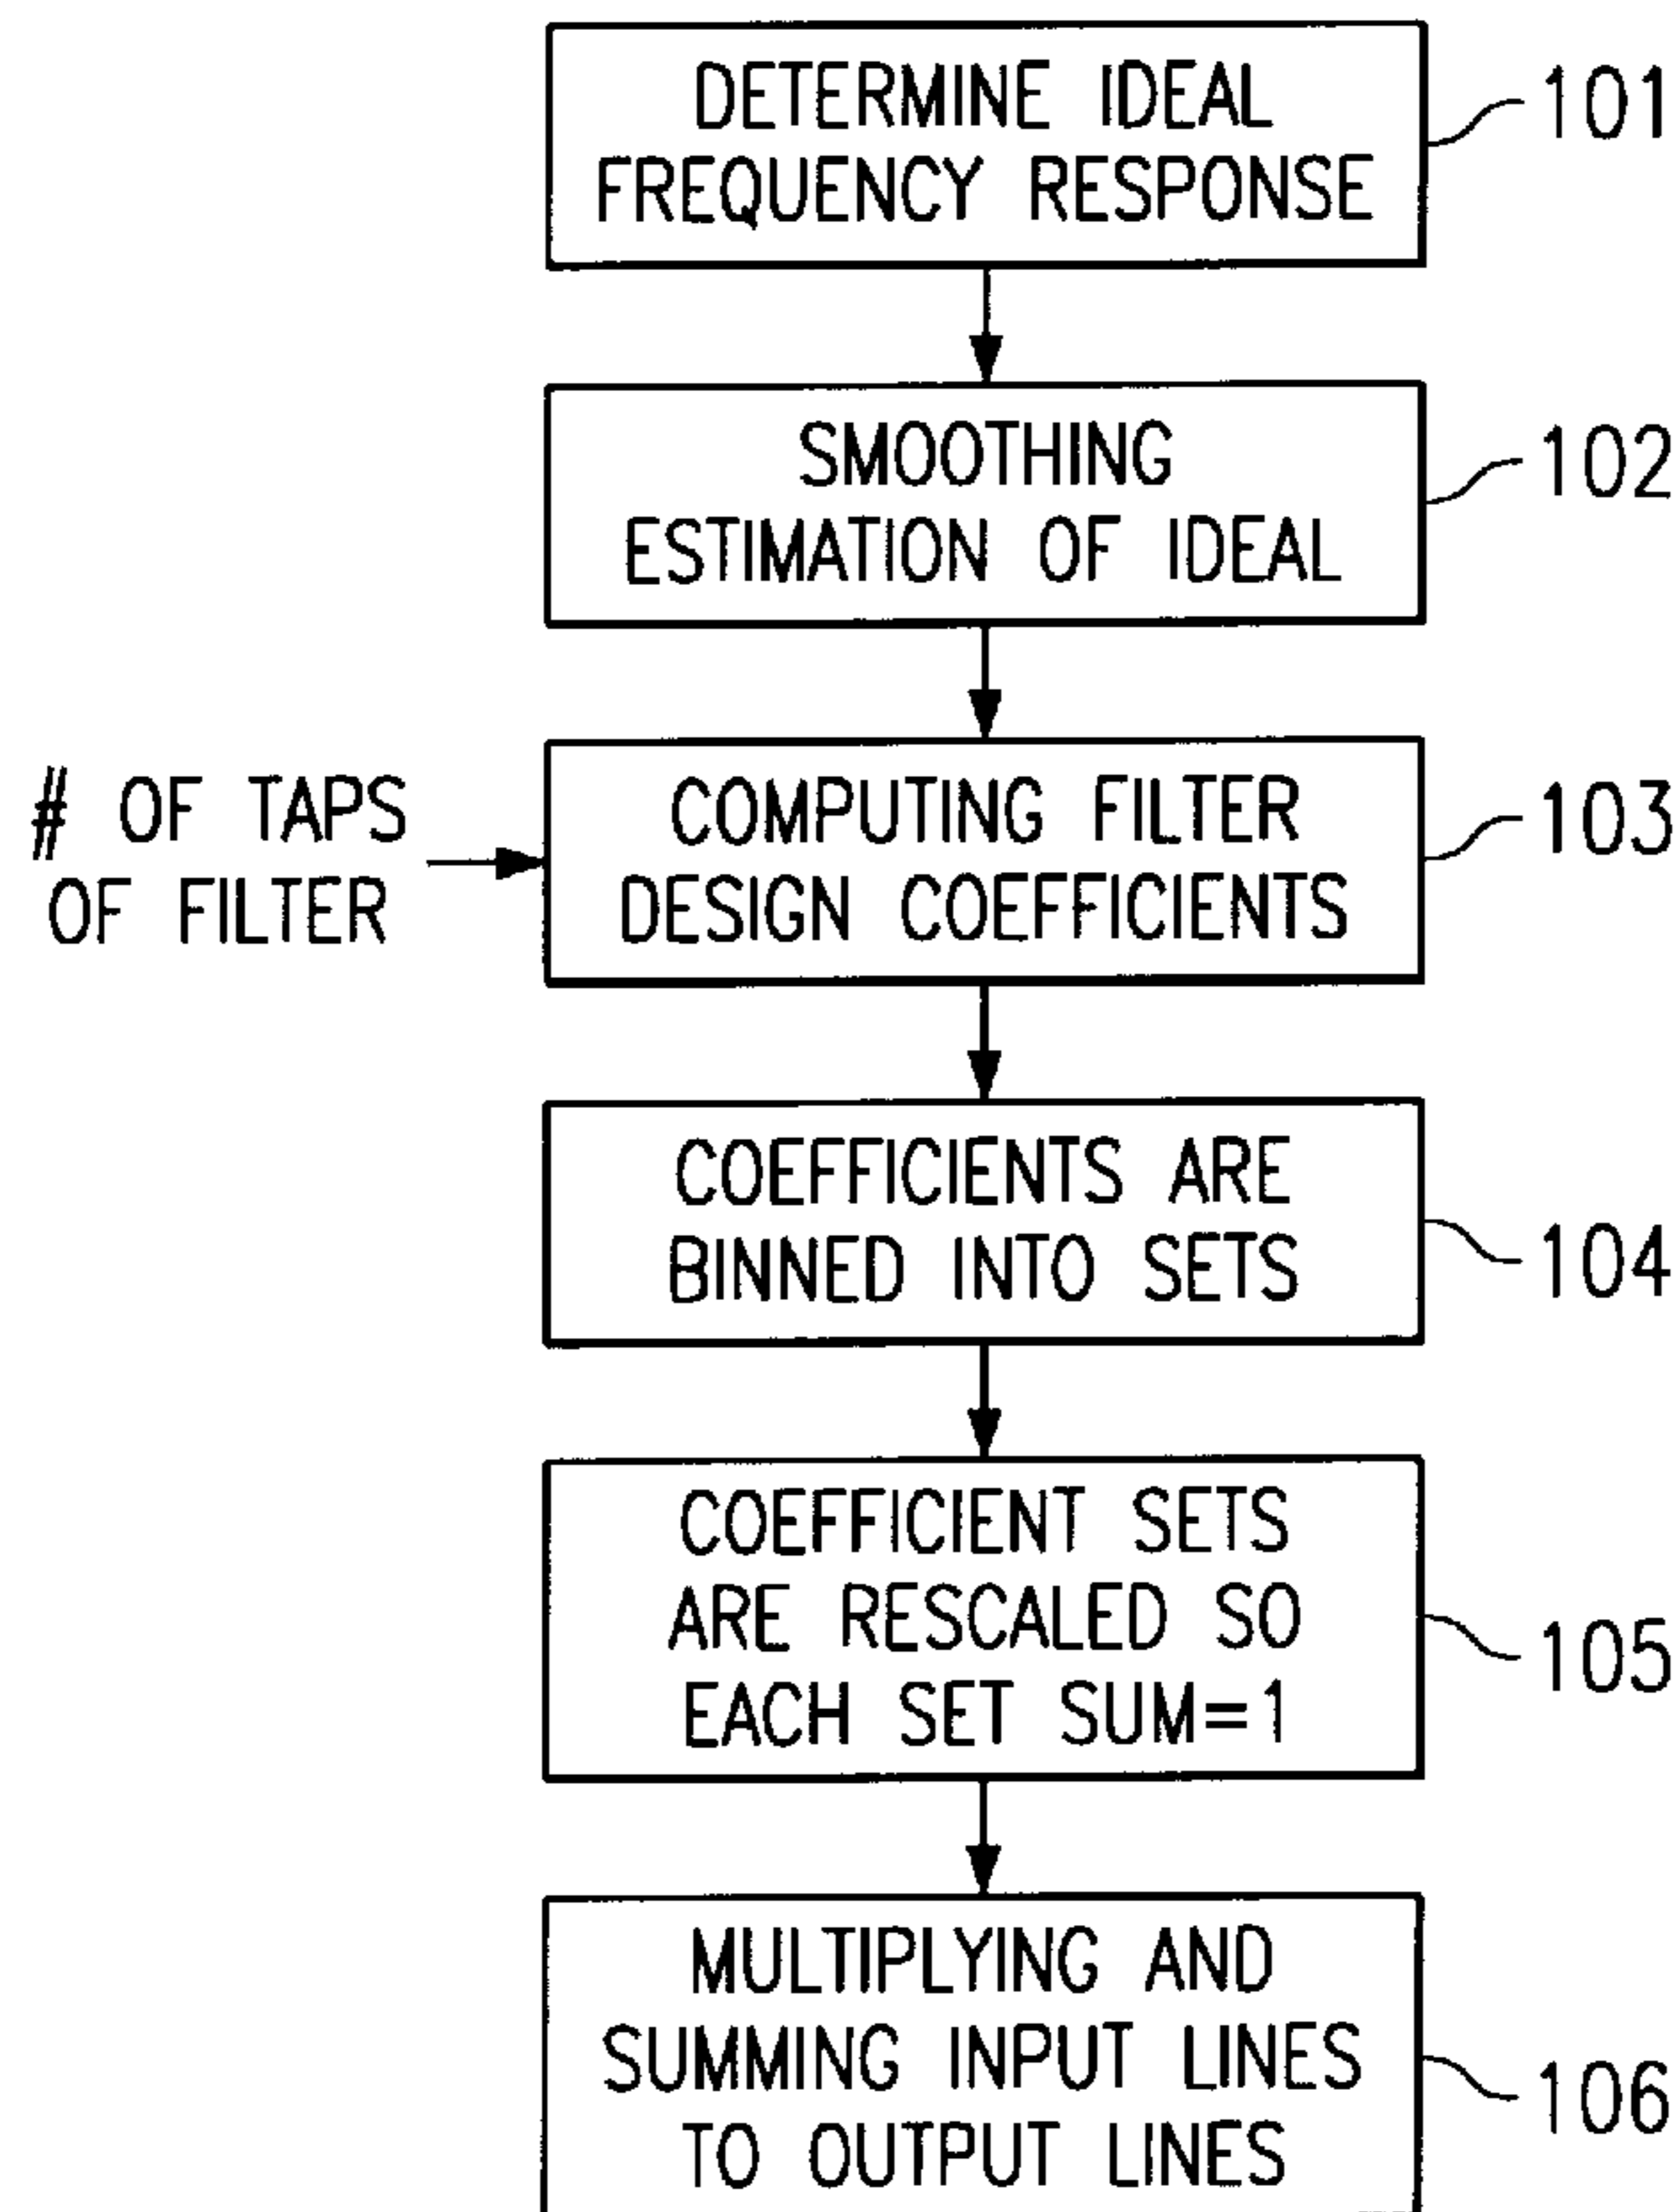 DETERMINE IDEAL
FREQUENCY RESPONSE
101
SMOOTHING
ESTIMATION OF IDEAL
102
# OF TAPS
OF FILTER
COMPUTING FILTER
DESIGN COEFFICIENTS
103
COEFFICIENTS ARE
BINNED INTO SETS
104
COEFFICIENT SETS
ARE RESCALED SO
EACH SET SUM=1
105
MULTIPLYING AND
SUMMING INPUT LINES
TO OUTPUT LINES
106